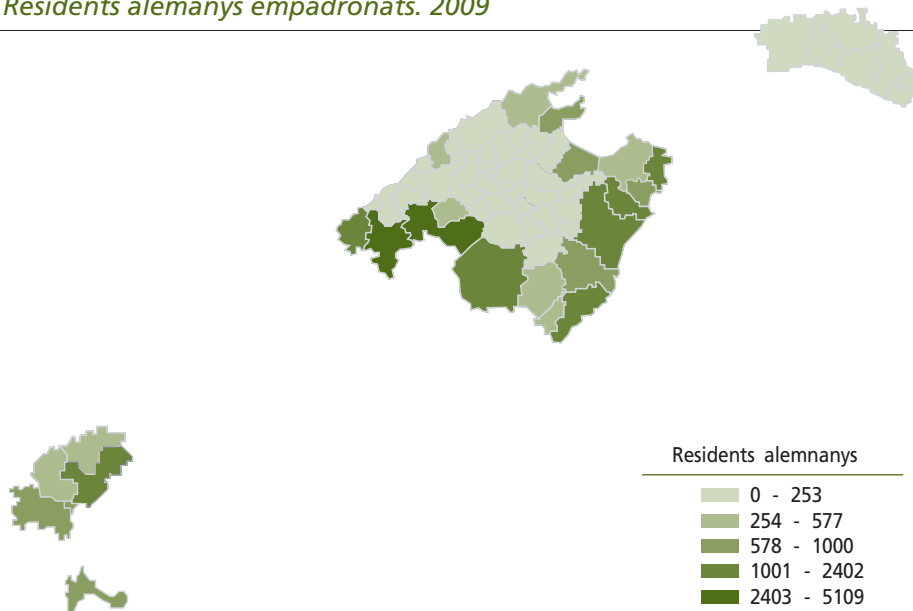 Residents alemanys empadronats. 2009
Residents alemnanys
0 - 253
254 - 577
578 - 1000
1001 - 2402
2403 - 5109